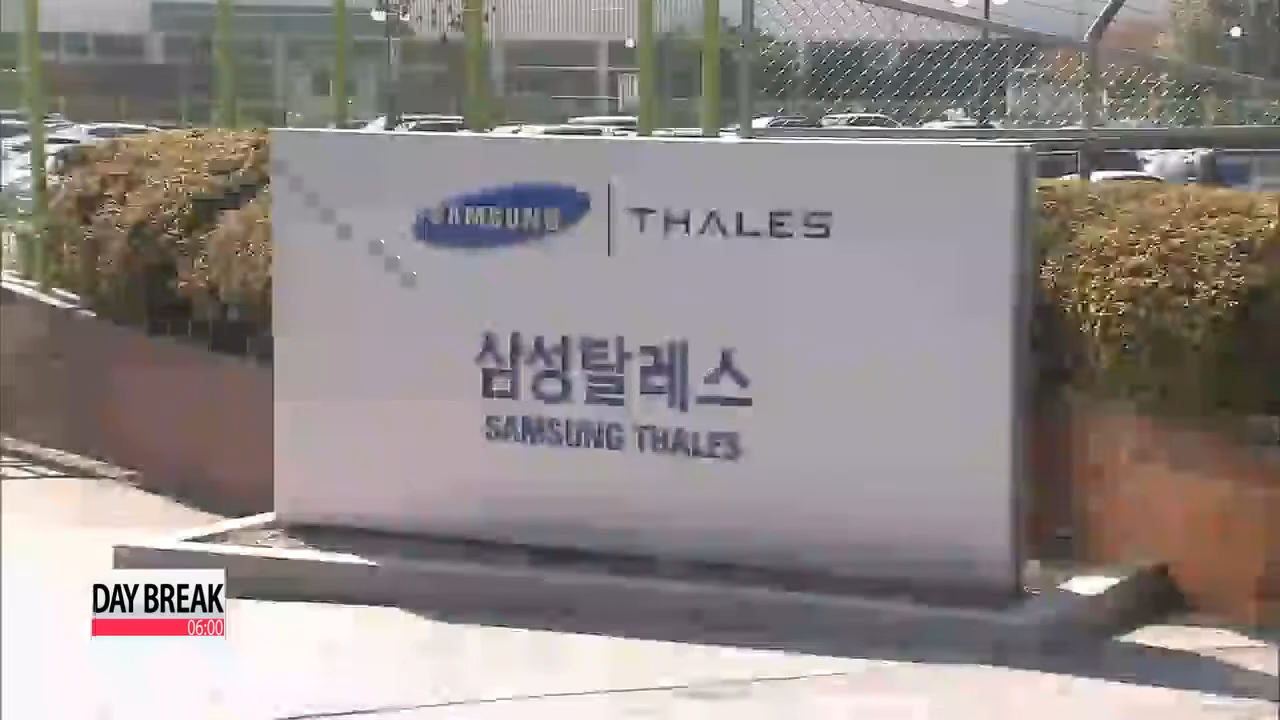 SAMSUNG THALES
삼성탈레스
SAMSUNG THALES
DAY BREAK
06:00